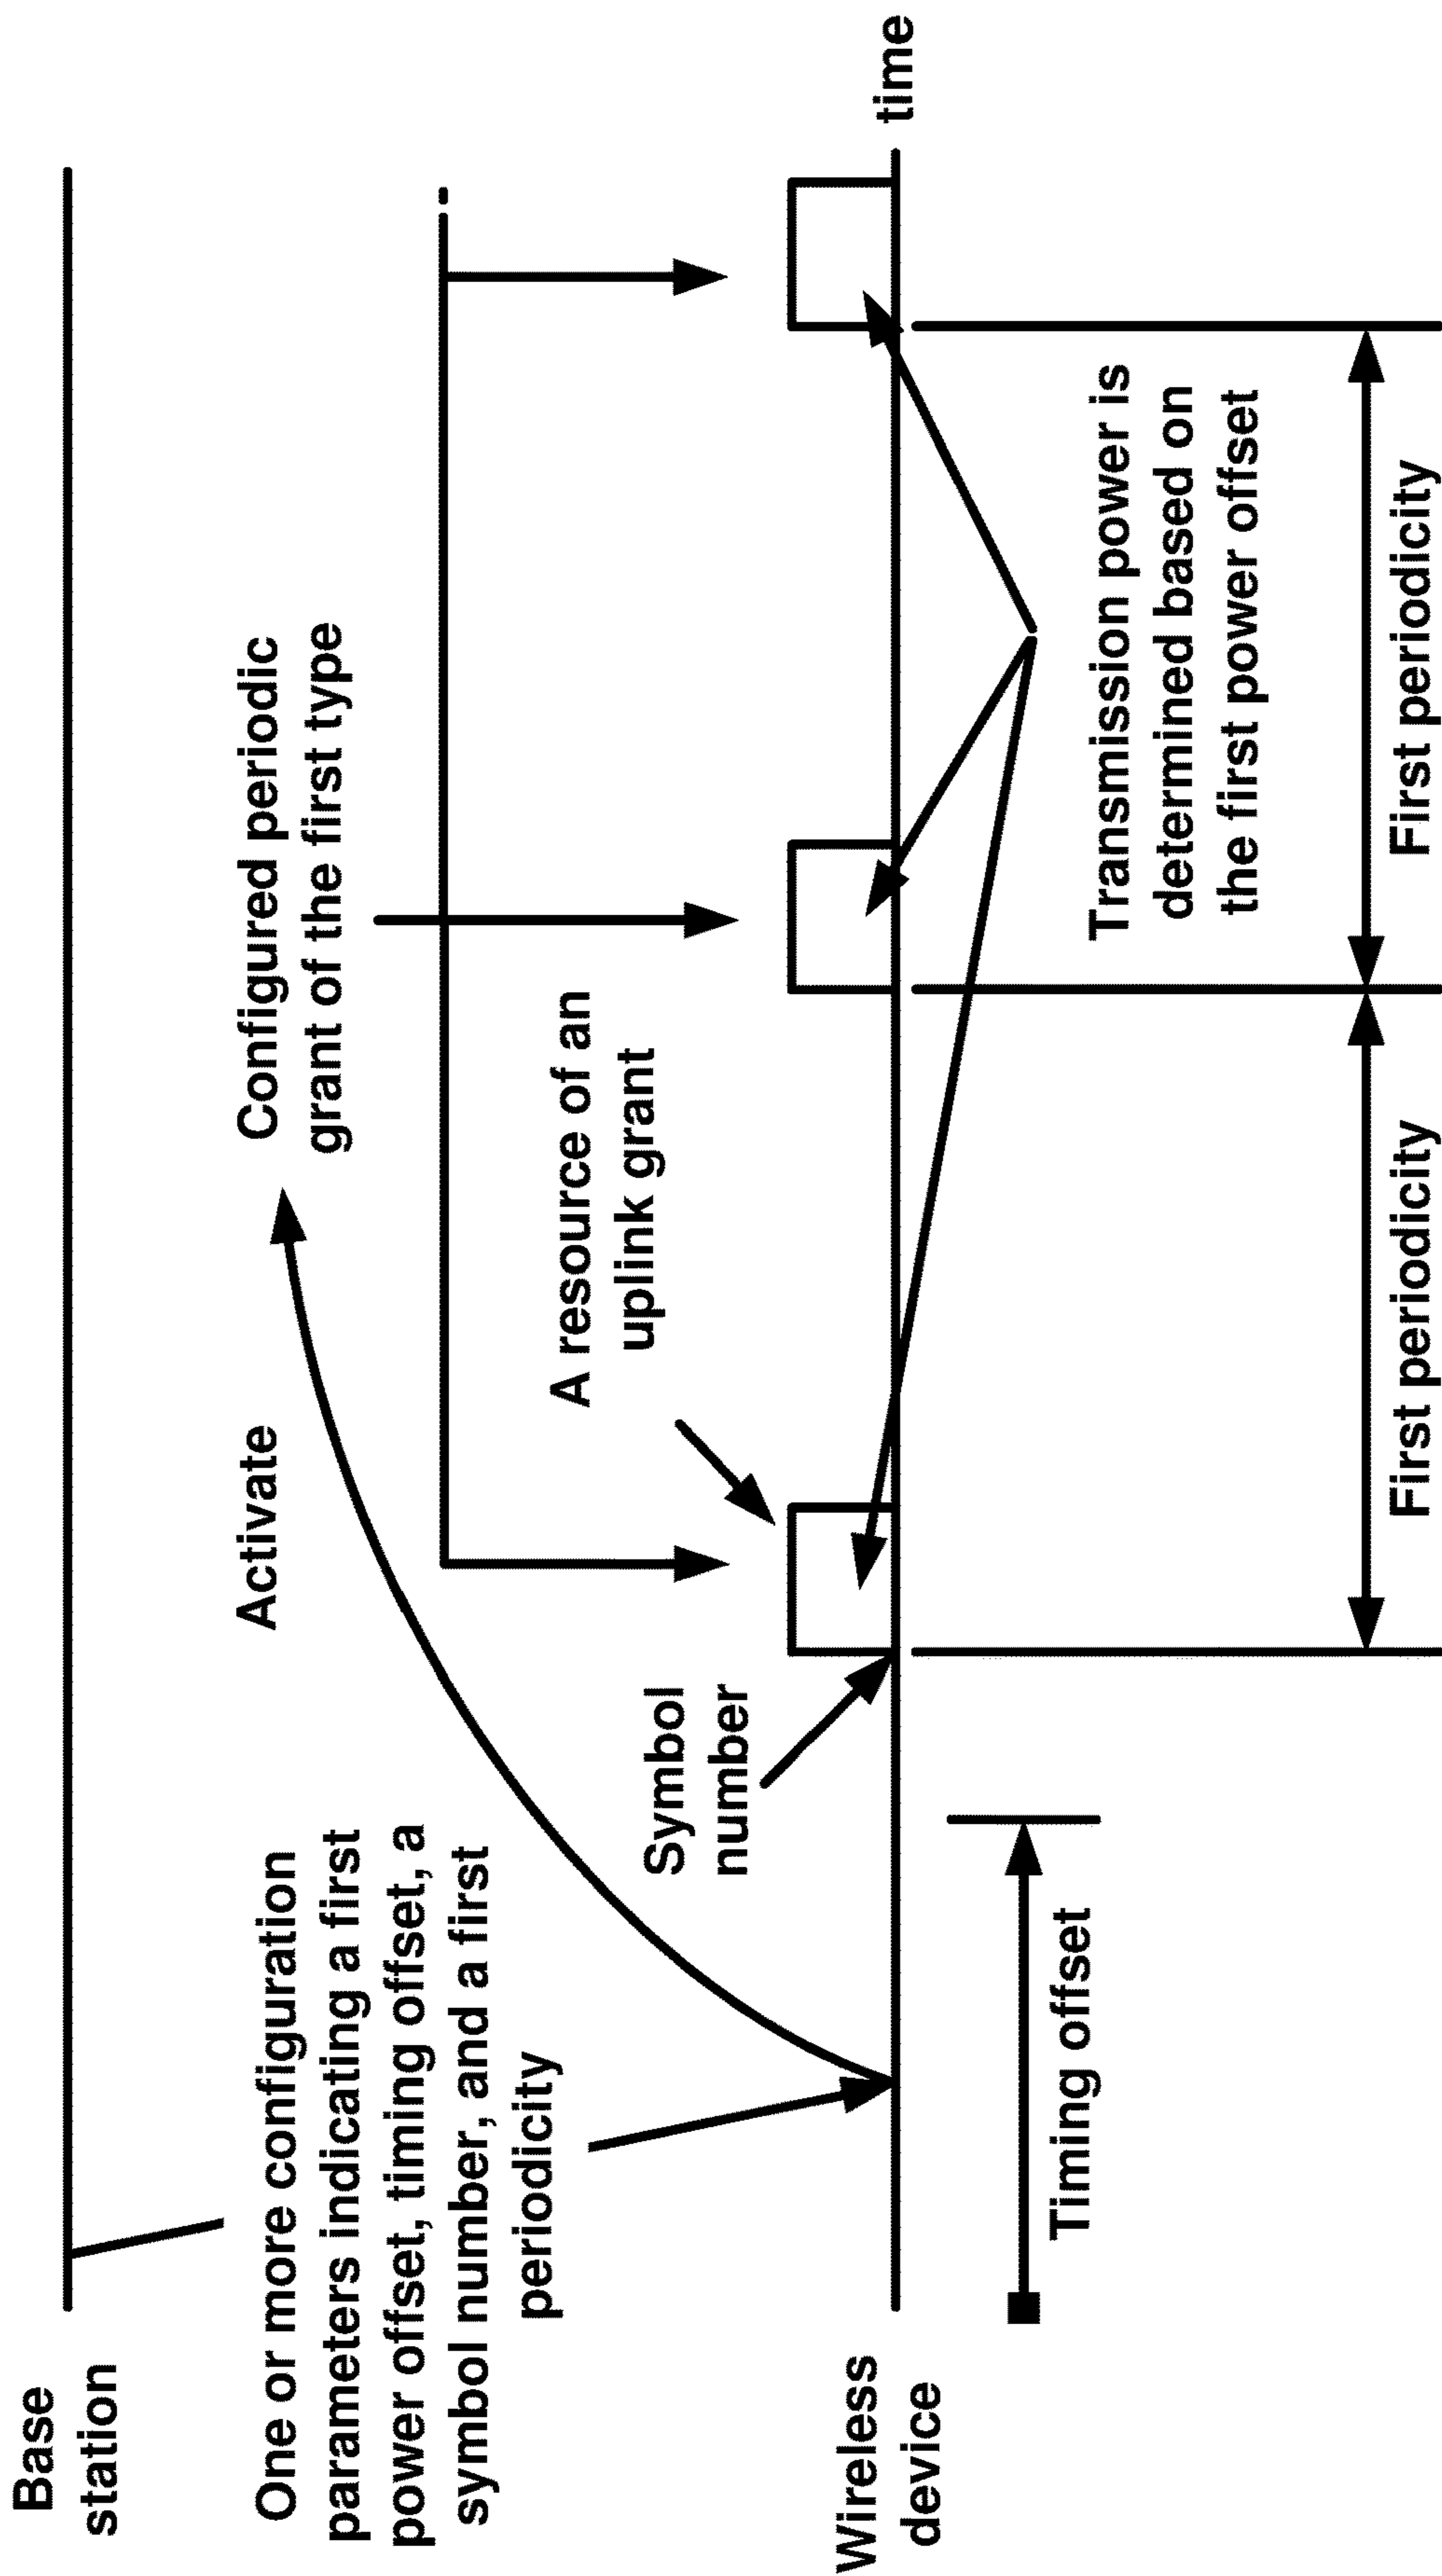 Base
station
One or more configuration
parameters indicating a first
power offset, timing offset, a
symbol number, and a first
periodicity
Activate
Configured periodic
grant of the first type
A resource of an
uplink grant
Symbol
number
Wireless
device
time
Timing offset
Transmission power is
determined based on
the first power offset
First periodicity
First periodicity